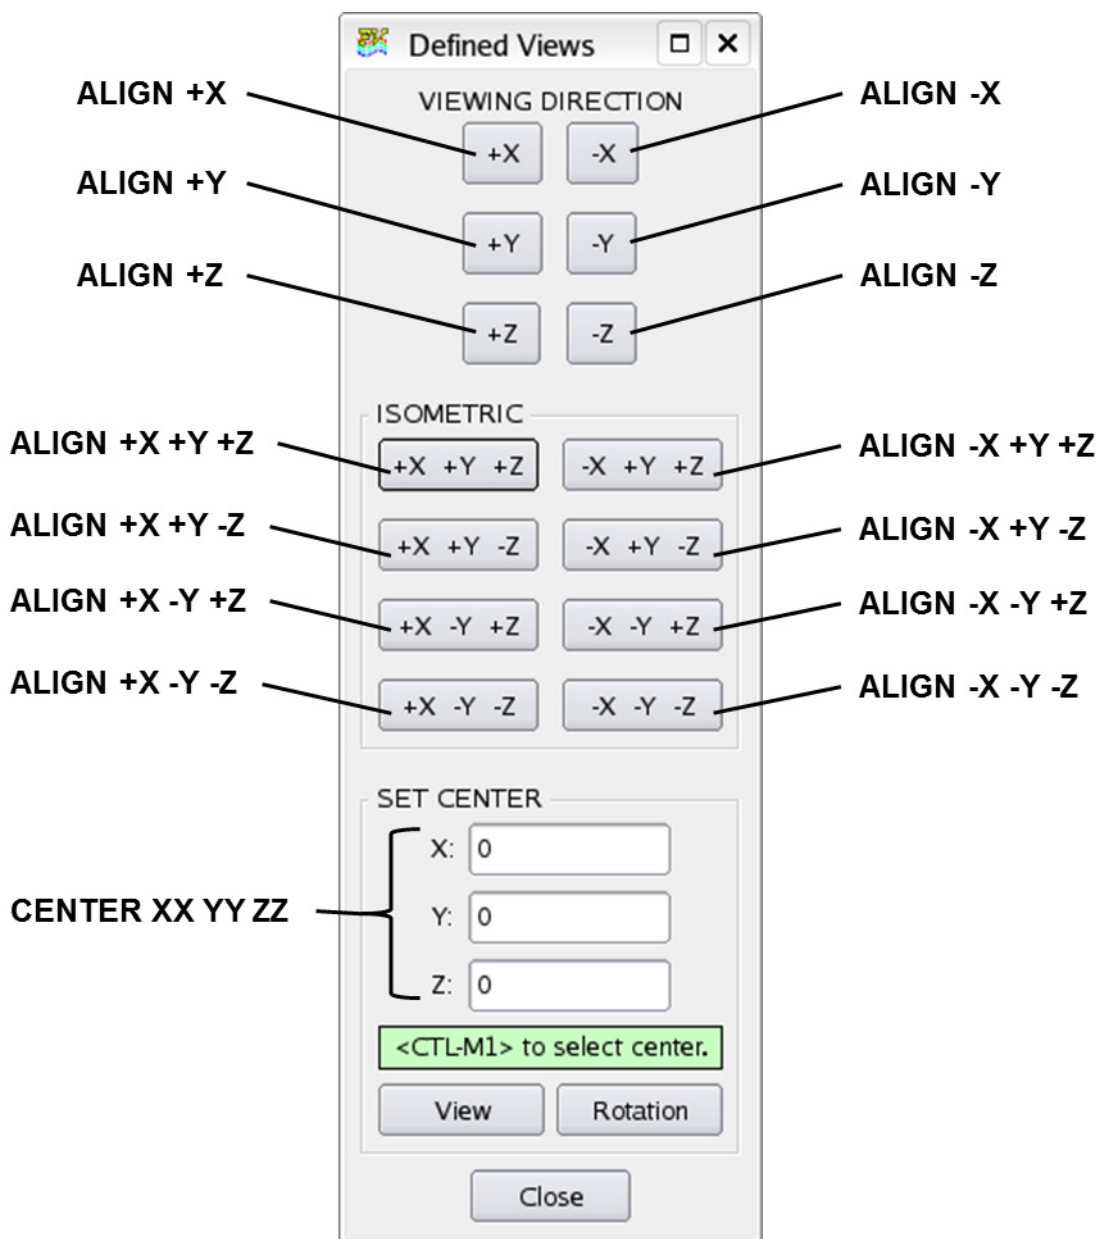 Defined Views
ALIGN +X
VIEWING DIRECTION
ALIGN -X
+X -X
ALIGN +Y
ALIGN -Y
+Y -Y
ALIGN +Z
ALIGN -Z
+Z -Z
ISOMETRIC
ALIGN +X +Y +Z
+X +Y +Z
-X +Y +Z
ALIGN -X +Y +Z
ALIGN +X +Y -Z
+X +Y -Z
-X +Y -Z
ALIGN -X +Y -Z
ALIGN +X -Y +Z
+X -Y +Z
-X -Y +Z
ALIGN -X -Y +Z
ALIGN +X -Y -Z
+X -Y -Z
-X -Y -Z
ALIGN -X -Y -Z
SET CENTER
X: 0
CENTER XX YY ZZ
Y: 0
Z: 0
<CTL-M1> to select center.
View
Rotation
Close